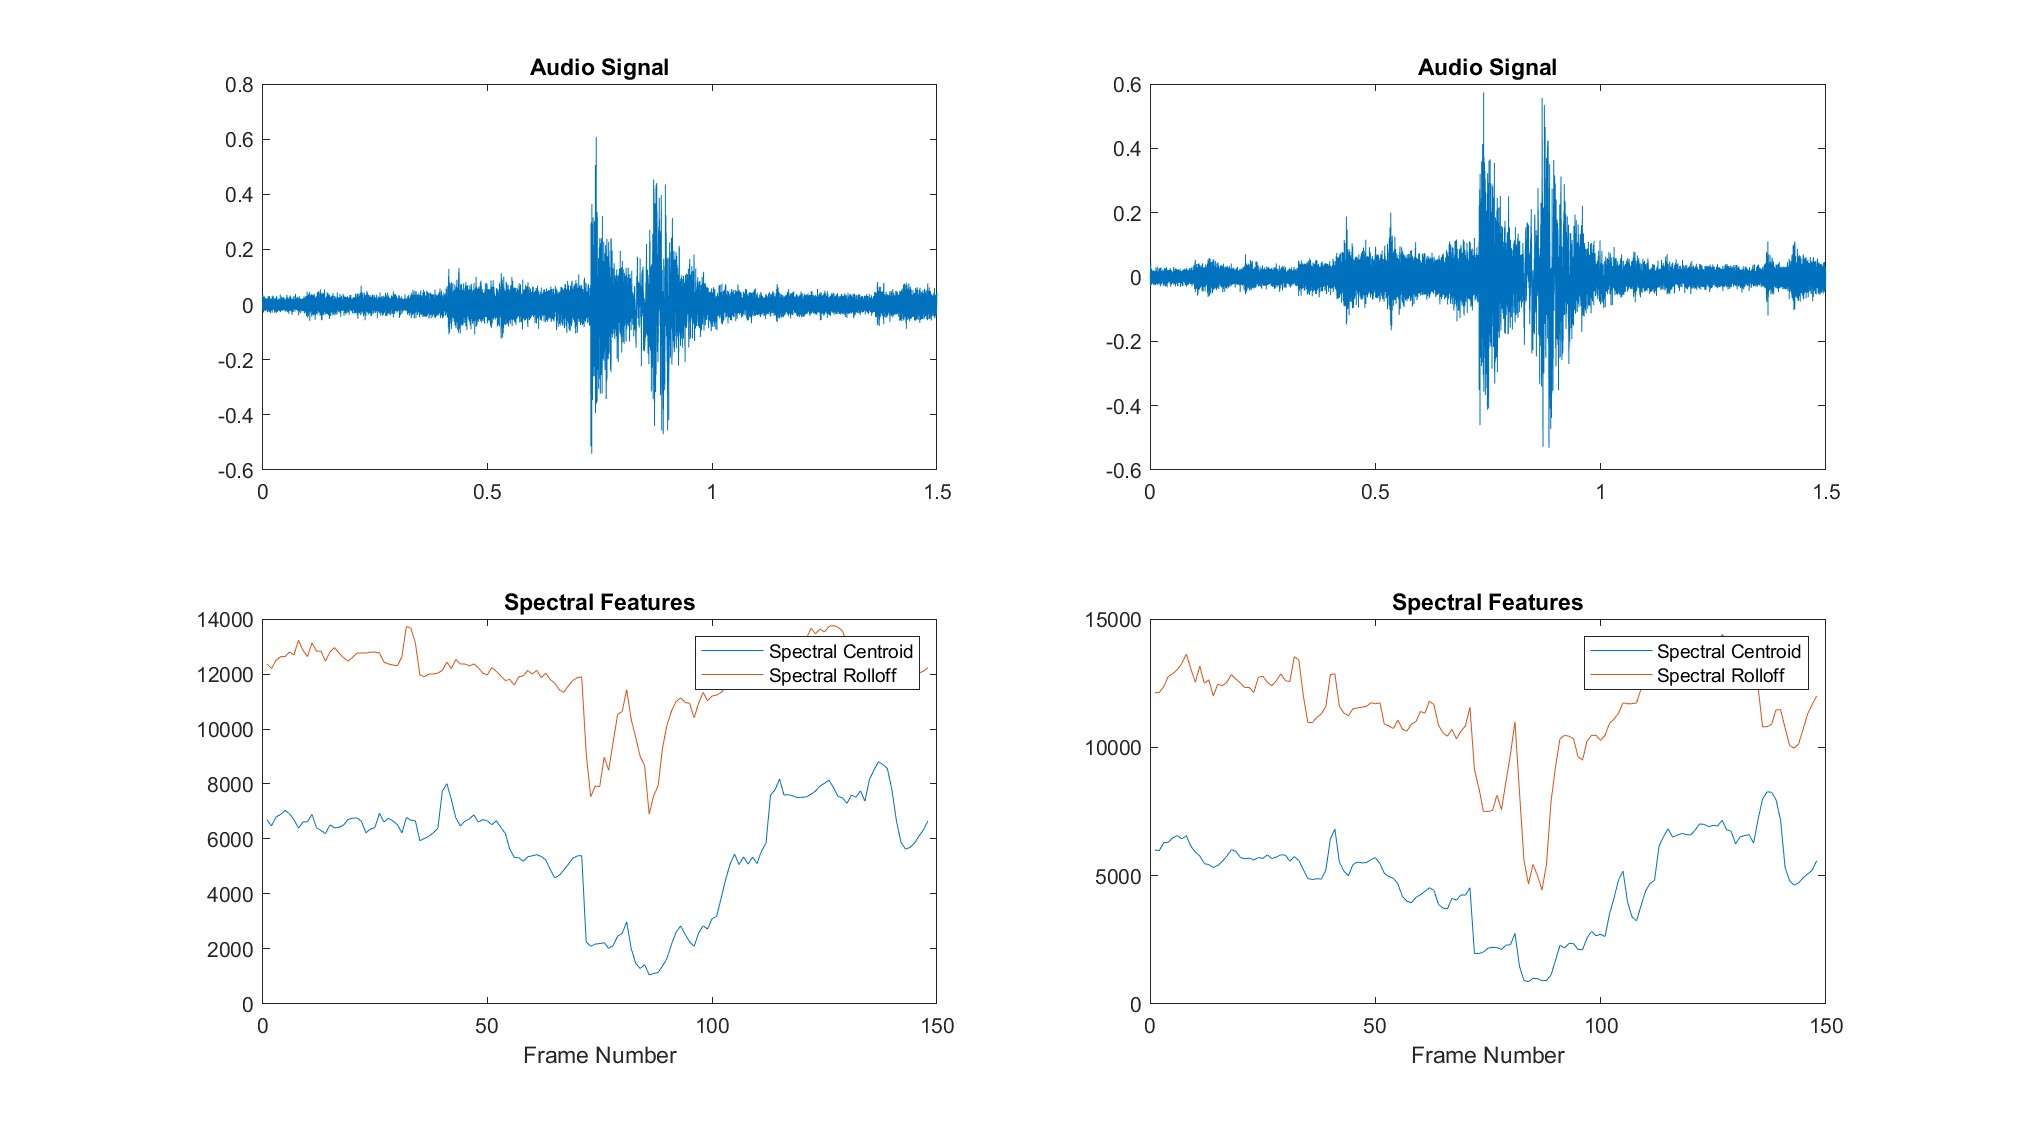 Audio Signal
0.8
0.6
0.4
0.2
0
-0.2
-0.4
-0.6
0 0.5 1 1.5
Audio Signal
0.6
0.4
0.2
0
-0.2
-0.4
-0.6
0 0.5 1 1.5
Spectral Features
14000
12000
10000
8000
6000
4000
2000
0
Spectral Centroid
Spectral Rolloff
0 50 100 150
Frame Number
Spectral Features
15000
10000
5000
0
Spectral Centroid
Spectral Rolloff
0 50 100 150
Frame Number